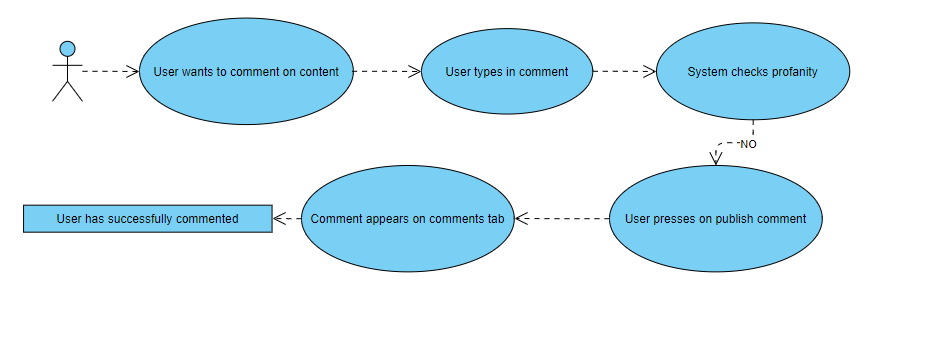 User wants to comment on content
User types in comment
System checks profanity
NO
User presses on publish comment
Comment appears on comments tab
User has successfully commented